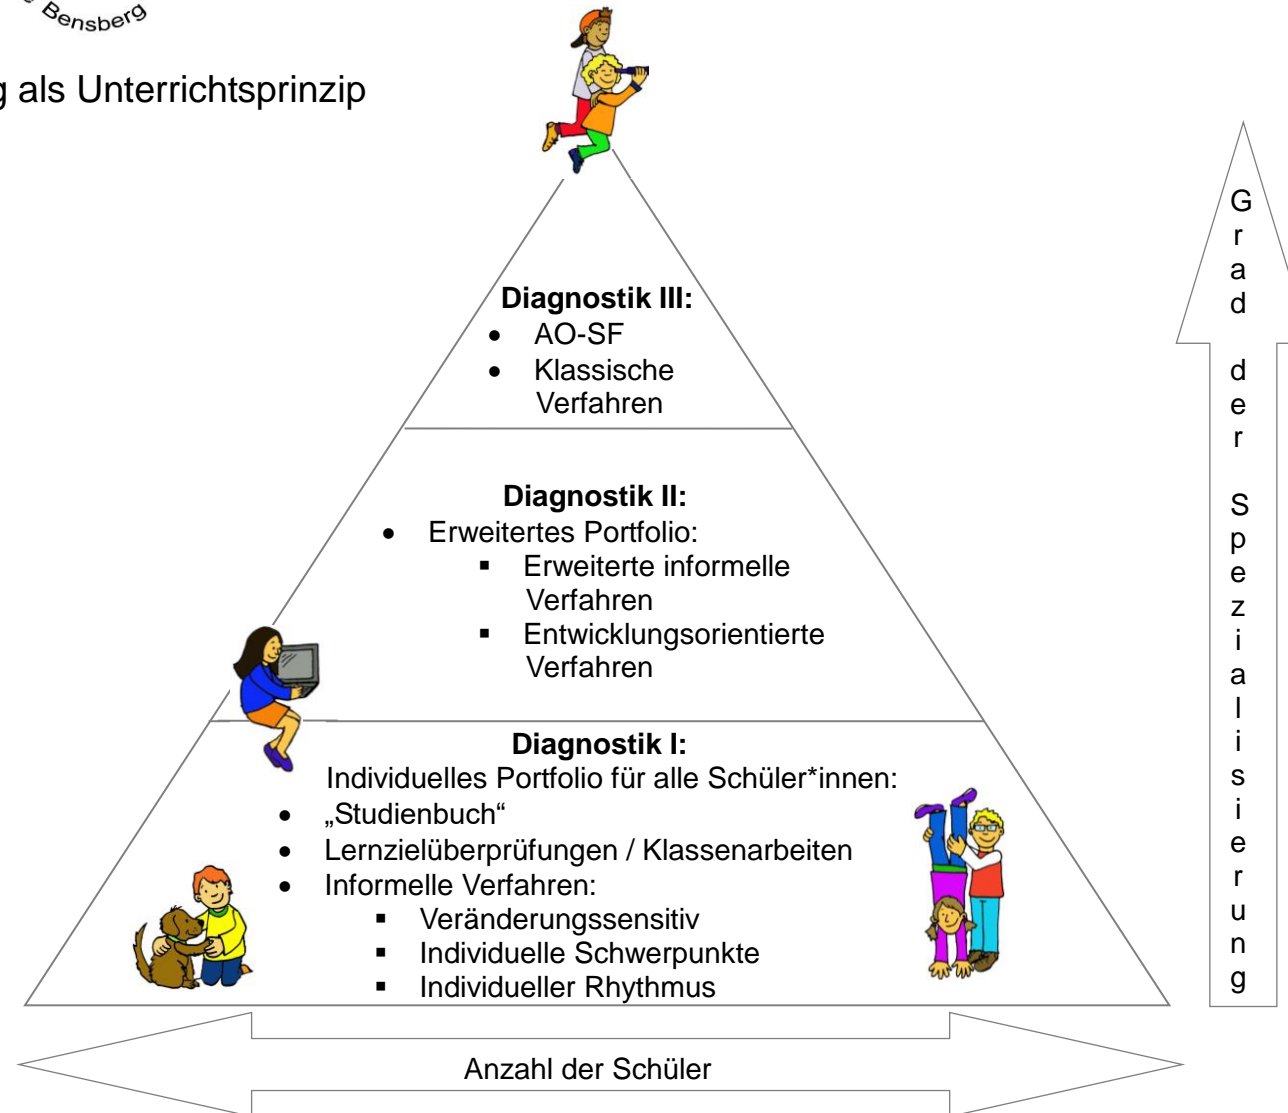 Bensberg
g als Unterrichtsprinzip
Diagnostik III:
• AO-SF
• Klassische
Verfahren
Diagnostik II:
• Erweitertes Portfolio:
▪ Erweiterte informelle
Verfahren
▪ Entwicklungsorientierte
Verfahren
Diagnostik I:
Individuelles Portfolio für alle Schüler*innen:
• „Studienbuch“
• Lernzielüberprüfungen / Klassenarbeiten
• Informelle Verfahren:
▪ Veränderungssensitiv
▪ Individuelle Schwerpunkte
▪ Individueller Rhythmus
Anzahl der Schüler
Grad der Spezialisierung